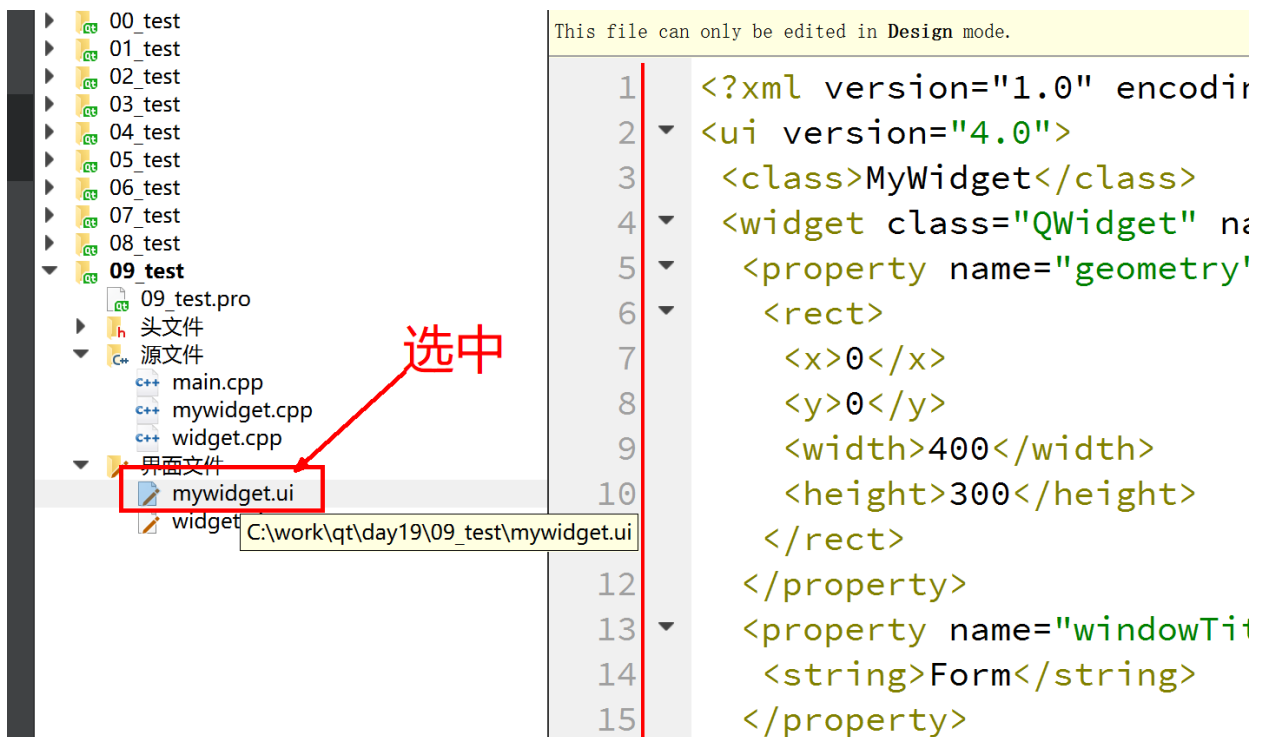 00_test
01_test
02_test
03_test
04_test
05_test
06_test
07_test
08_test
09_test
09_test.pro
头文件
源文件
main.cpp
mywidget.cpp
widget.cpp
界面文件
mywidget.ui
widget
C:\work\qt\day19\09_test\mywidget.ui
选中
This file can only be edited in Design mode.
1 <?xml version="1.0" encodin
2 <ui version="4.0">
3 <class>MyWidget</class>
4 <widget class="QWidget" na
5 <property name="geometry"
6 <rect>
7 <x>0</x>
8 <y>0</y>
9 <width>400</width>
10 <height>300</height>
</rect>
12 </property>
13 <property name="windowTit
14 <string>Form</string>
15 </property>